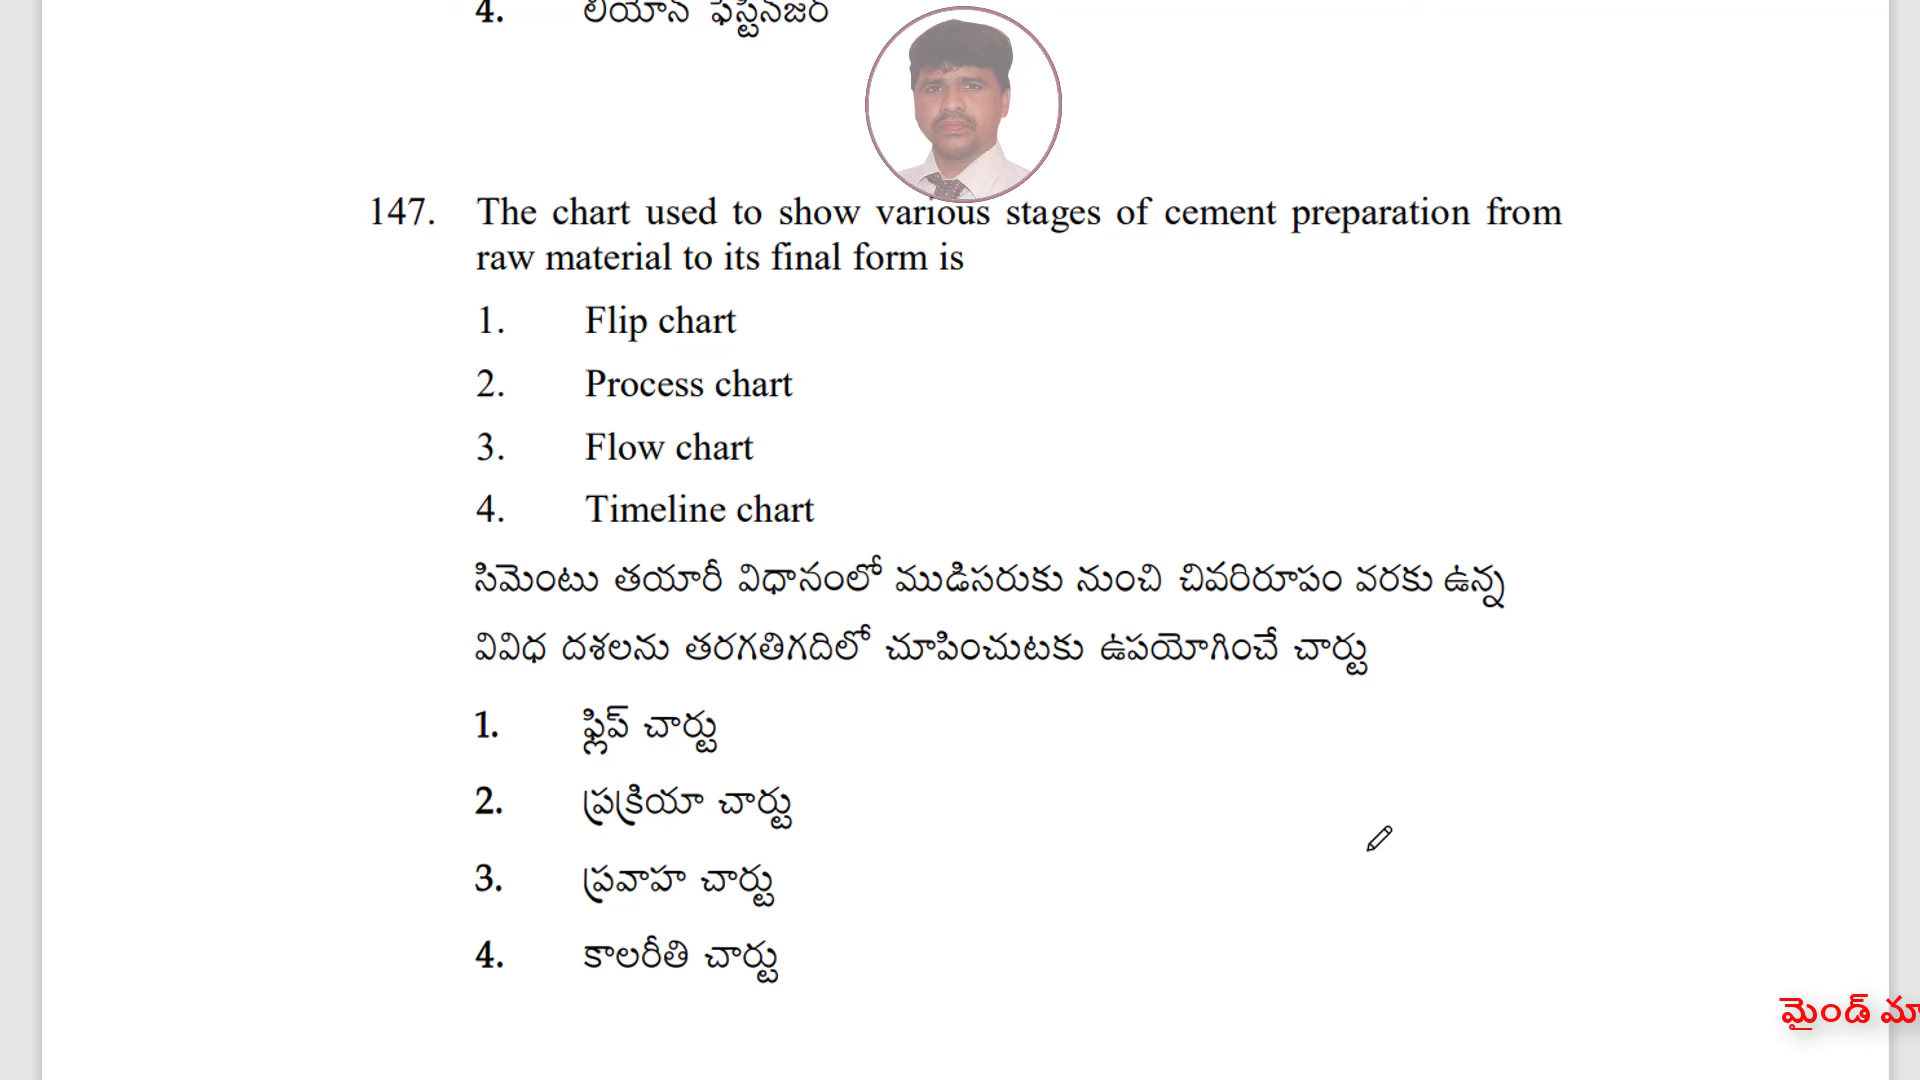 4. లియోన్ ఫెస్టింజర్
147. The chart used to show various stages of cement preparation from
raw material to its final form is
1. Flip chart
2. Process chart
3. Flow chart
4. Timeline chart
సిమెంటు తయారీ విధానంలో ముడిసరుకు నుంచి చివరిరూపం వరకు ఉన్న
వివిధ దశలను తరగతిగదిలో చూపించుటకు ఉపయోగించే చార్టు
1. ఫ్లిప్ చార్టు
2. ప్రక్రియా చార్టు
3. ప్రవాహ చార్టు
4. కాలరీతి చార్టు
మైండ్